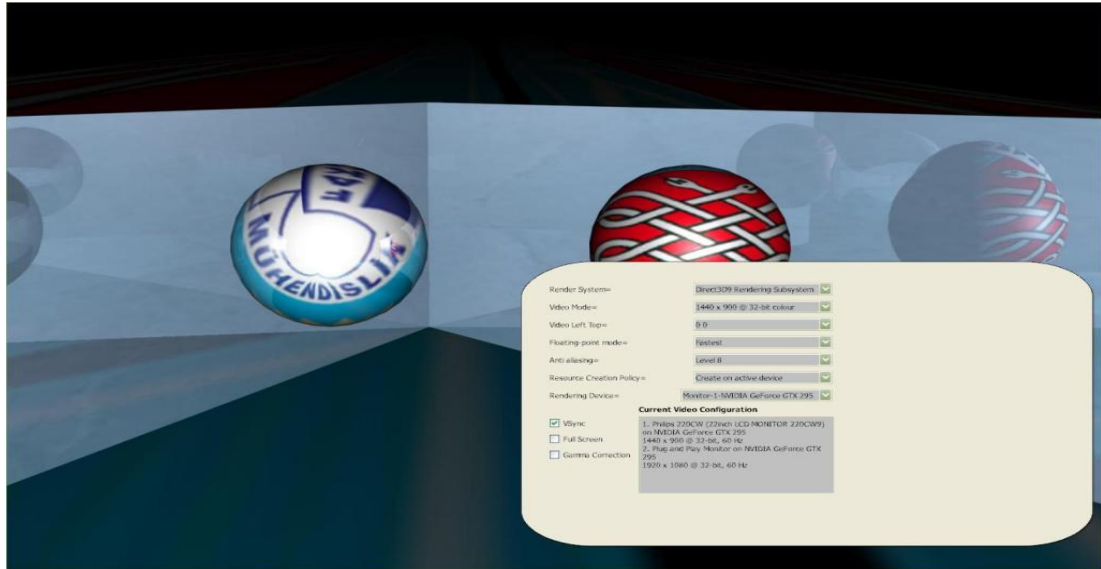 MÜHENDİSLİK
Render System= Direct3D9 Rendering Subsystem
Video Mode= 1440 x 900 @ 32-bit colour
Video Left Top= 0 0
Floating-point mode= Fastest
Anti aliasing= Level 8
Resource Creation Policy= Create on active device
Rendering Device= Monitor-1-NVIDIA GeForce GTX 295
Current Video Configuration
VSync
Full Screen
Gamma Correction
1. Philips 220CW (22inch LCD MONITOR 220CW9)
on NVIDIA GeForce GTX 295
1440 x 900 @ 32-bit, 60 Hz
2. Plug and Play Monitor on NVIDIA GeForce GTX
295
1920 x 1080 @ 32-bit, 60 Hz